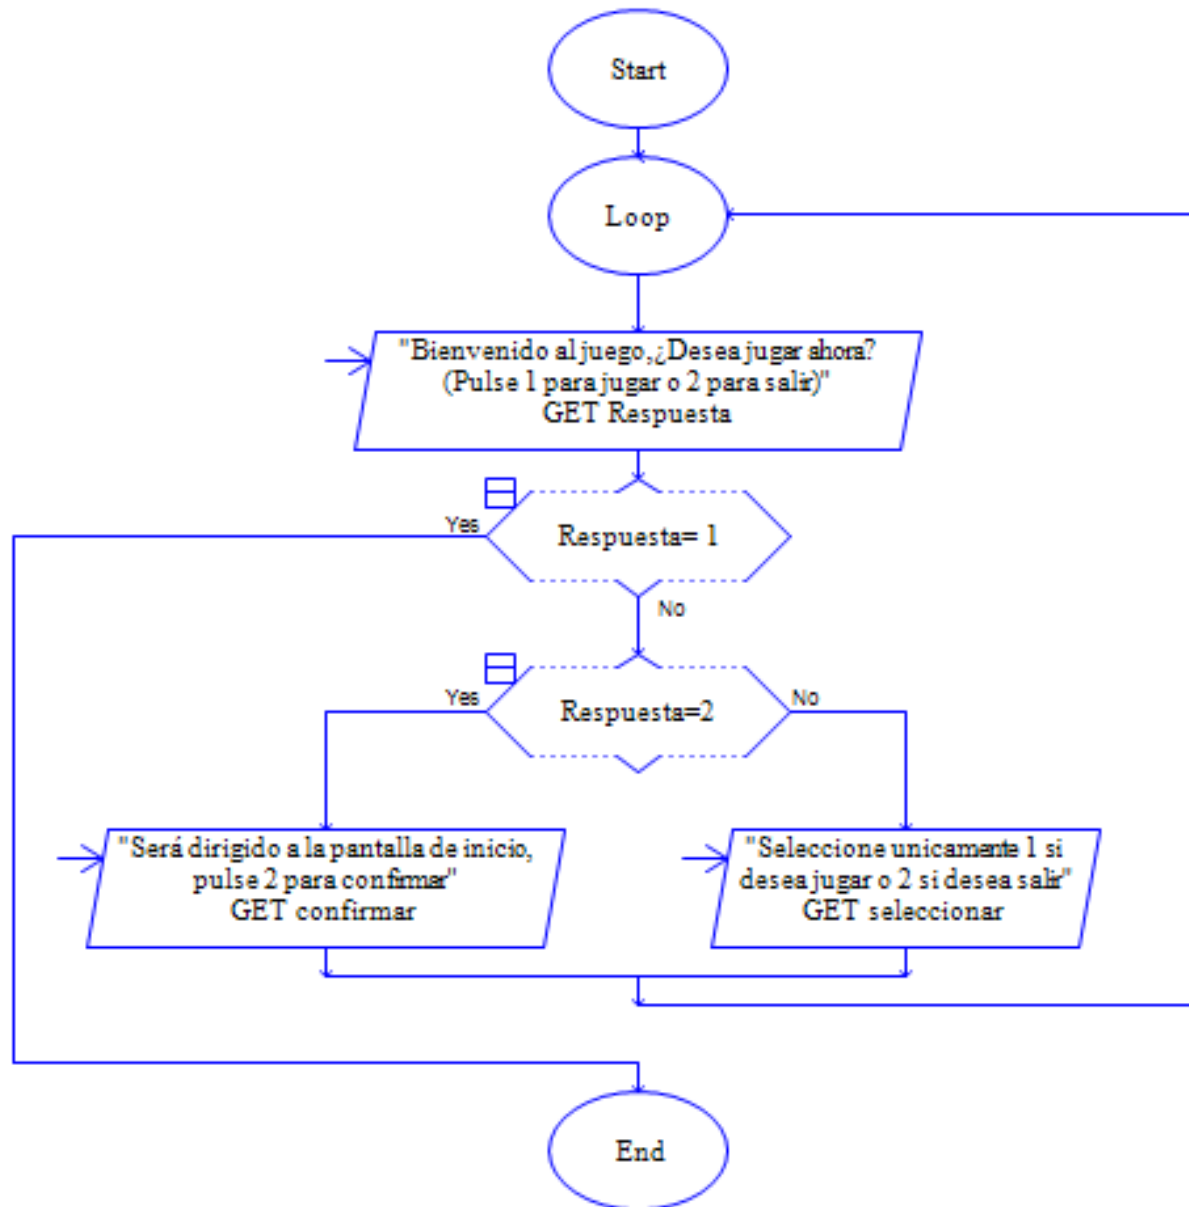 Start
Loop
"Bienvenido al juego,¿Desea jugar ahora?
(Pulse 1 para jugar o 2 para salir)"
GET Respuesta
Yes
Respuesta= 1
No
Yes
Respuesta=2
No
"Será dirigido a la pantalla de inicio,
pulse 2 para confirmar"
GET confirmar
"Seleccione unicamente 1 si
desea jugar o 2 si desea salir"
GET seleccionar
End